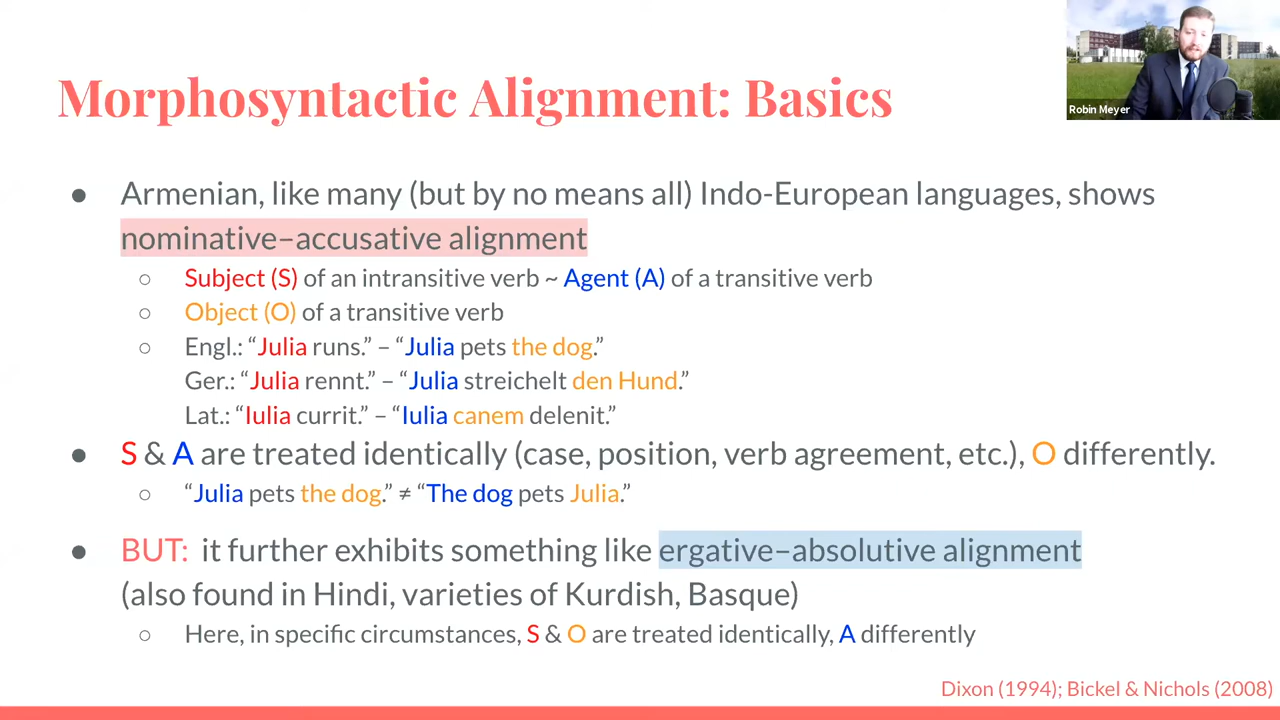 Morphosyntactic Alignment: Basics
Robin Meyer
● Armenian, like many (but by no means all) Indo-European languages, shows
nominative–accusative alignment
○ Subject (S) of an intransitive verb ~ Agent (A) of a transitive verb
○ Object (O) of a transitive verb
○ Engl.: “Julia runs.” – “Julia pets the dog.”
Ger.: “Julia rennt.” – “Julia streichelt den Hund.”
Lat.: “Iulia currit.” – “Iulia canem delenit.”
● S & A are treated identically (case, position, verb agreement, etc.), O differently.
○ “Julia pets the dog.” ≠ “The dog pets Julia.”
● BUT: it further exhibits something like ergative–absolutive alignment
(also found in Hindi, varieties of Kurdish, Basque)
○ Here, in specific circumstances, S & O are treated identically, A differently
Dixon (1994); Bickel & Nichols (2008)